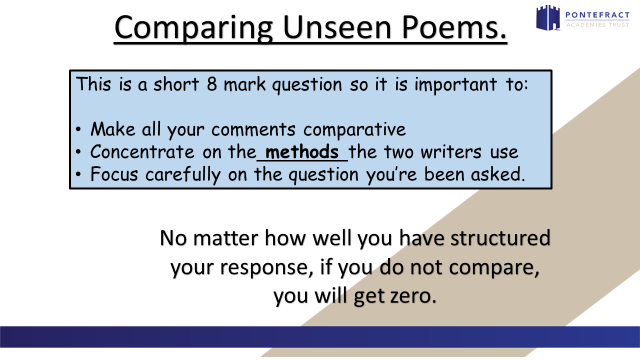 Comparing Unseen Poems.
PONTEFRACT
ACADEMIES TRUST
This is a short 8 mark question so it is important to:
• Make all your comments comparative
• Concentrate on the methods the two writers use
• Focus carefully on the question you're been asked.
No matter how well you have structured
your response, if you do not compare,
you will get zero.